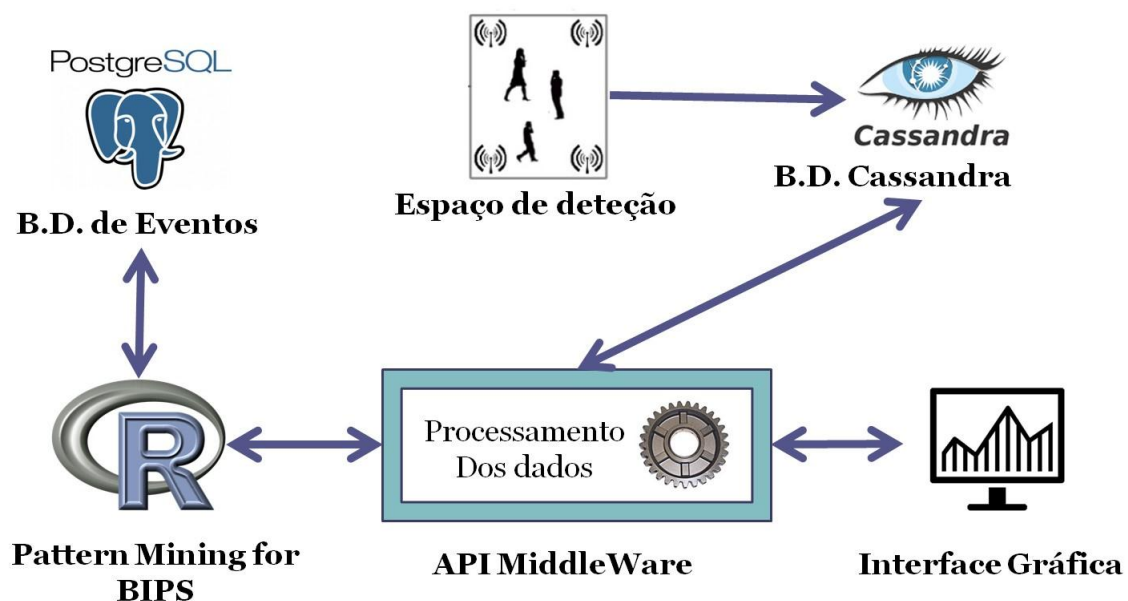 PostgreSQL
B.D. de Eventos
Espaço de deteção
Cassandra
B.D. Cassandra
R
Pattern Mining for
BIPS
Processamento
Dos dados
API MiddleWare
Interface Gráfica